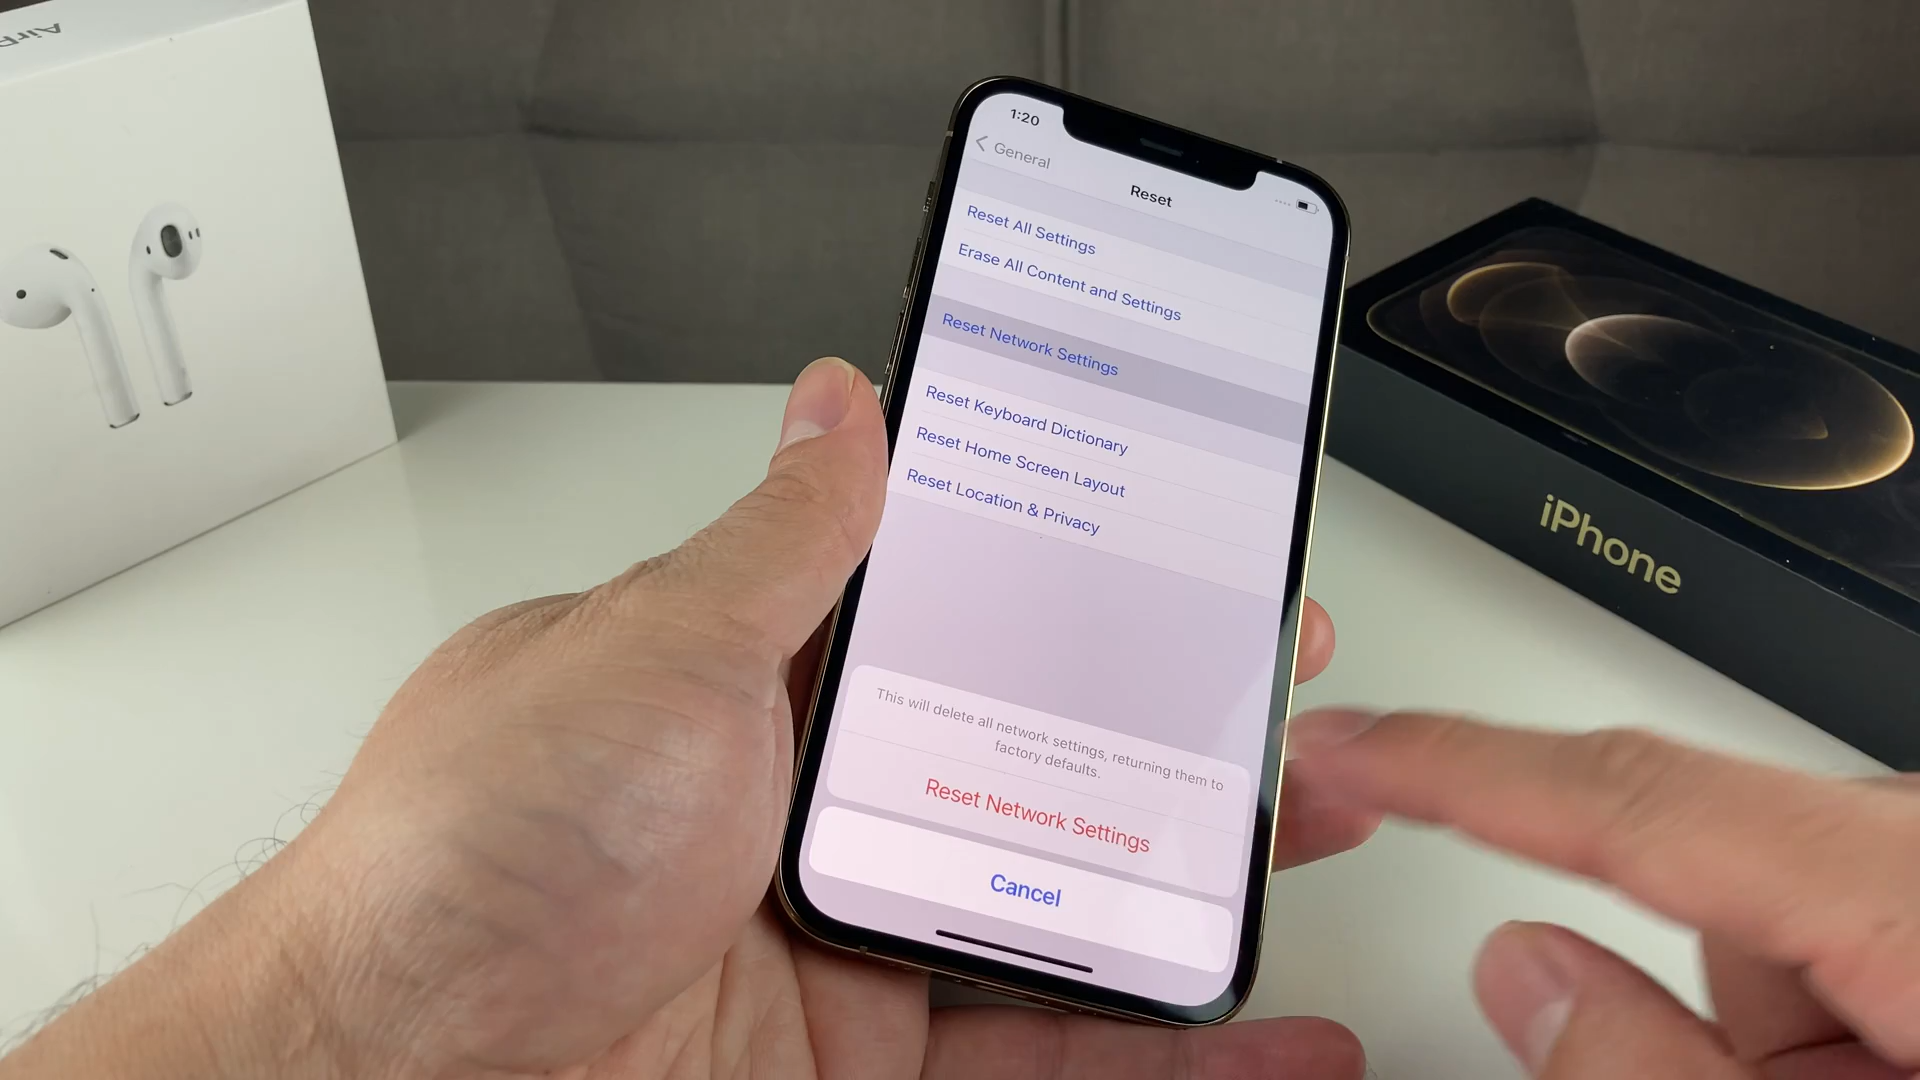 AirP
1:20
General
Reset
Reset All Settings
Erase All Content and Settings
Reset Network Settings
Reset Keyboard Dictionary
Reset Home Screen Layout
Reset Location & Privacy
This will delete all network settings, returning them to
factory defaults.
Reset Network Settings
Cancel
iPhone